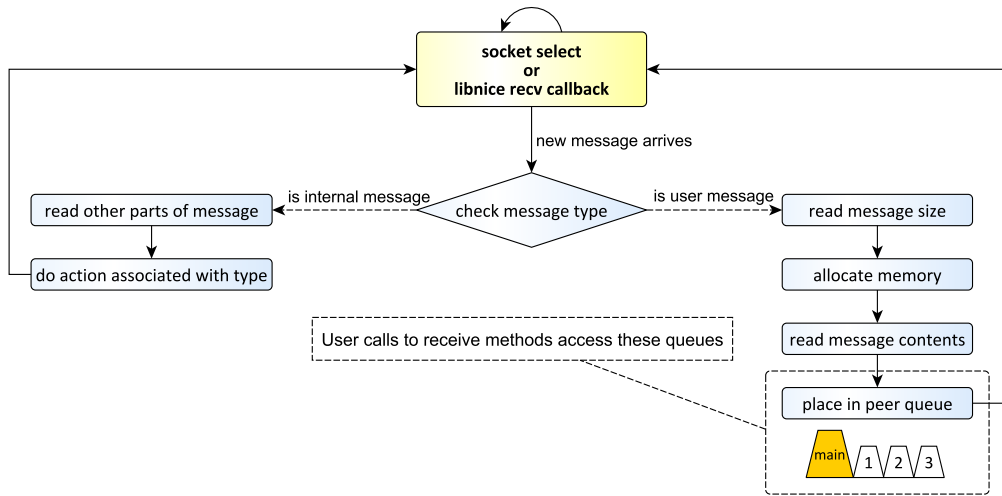 socket select
or
libnice recv callback
new message arrives
is internal message
check message type
is user message
read other parts of message
read message size
do action associated with type
allocate memory
User calls to receive methods access these queues
read message contents
place in peer queue
main
1
2
3